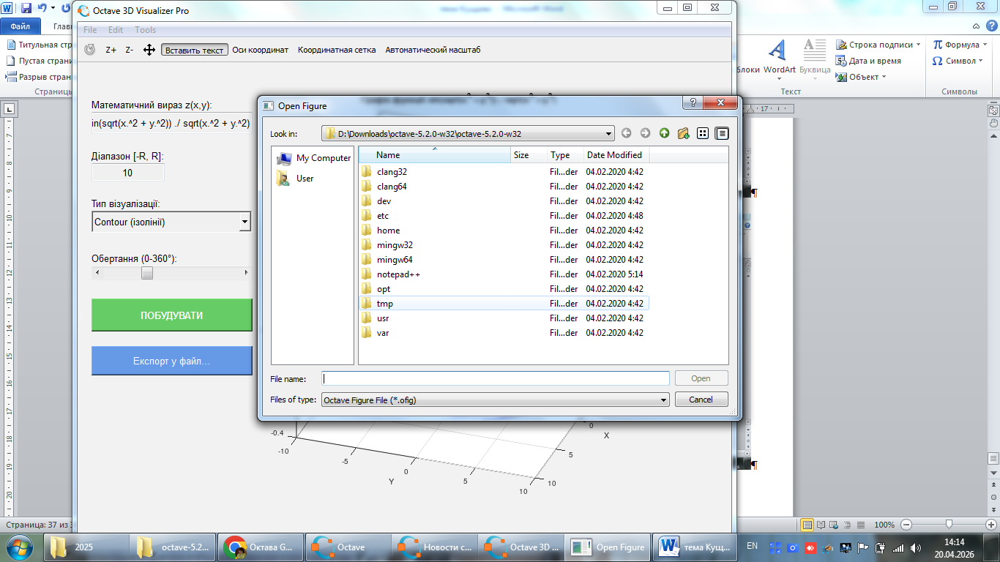 Octave 3D Visualizer Pro
Файл
Глав
File Edit Tools
Z+ Z- Вставить текст Оси координат Координатная сетка Автоматический масштаб
Титульная стра
Пустая страни
Разрыв стран
Страницы
блоки WordArt Буквица
Строка подписи
Дата и время
Объект
Текст
Формула
Символ
Символы
Математичний вираз z(x,y):
in(sqrt(x.^2 + y.^2)) ./ sqrt(x.^2 + y.^2)
Діапазон [-R, R]:
10
Тип візуалізації:
Contour (ізолінії)
Обертання (0-360°):
ПОБУДУВАТИ
Експорт у файл...
Open Figure
Look in: D:\Downloads\octave-5.2.0-w32\octave-5.2.0-w32
My Computer
User
Name Size Type Date Modified
clang32 Fil...der 04.02.2020 4:42
clang64 Fil...der 04.02.2020 4:42
dev Fil...der 04.02.2020 4:42
etc Fil...der 04.02.2020 4:48
home Fil...der 04.02.2020 4:42
mingw32 Fil...der 04.02.2020 4:42
mingw64 Fil...der 04.02.2020 4:42
notepad++ Fil...der 04.02.2020 5:14
opt Fil...der 04.02.2020 4:42
tmp Fil...der 04.02.2020 4:42
usr Fil...der 04.02.2020 4:42
var Fil...der 04.02.2020 4:42
File name: Open
Files of type: Octave Figure File (*.ofig) Cancel
-0.4
-10
-5
0
5
10
Y
10
5
0
X
Страница: 37 из 3
100%
2025
octave-5.2...
Октава G...
Octave
Новости с...
Octave 3D ...
Open Figure
тема Кущ...
EN
14:14
20.04.2026